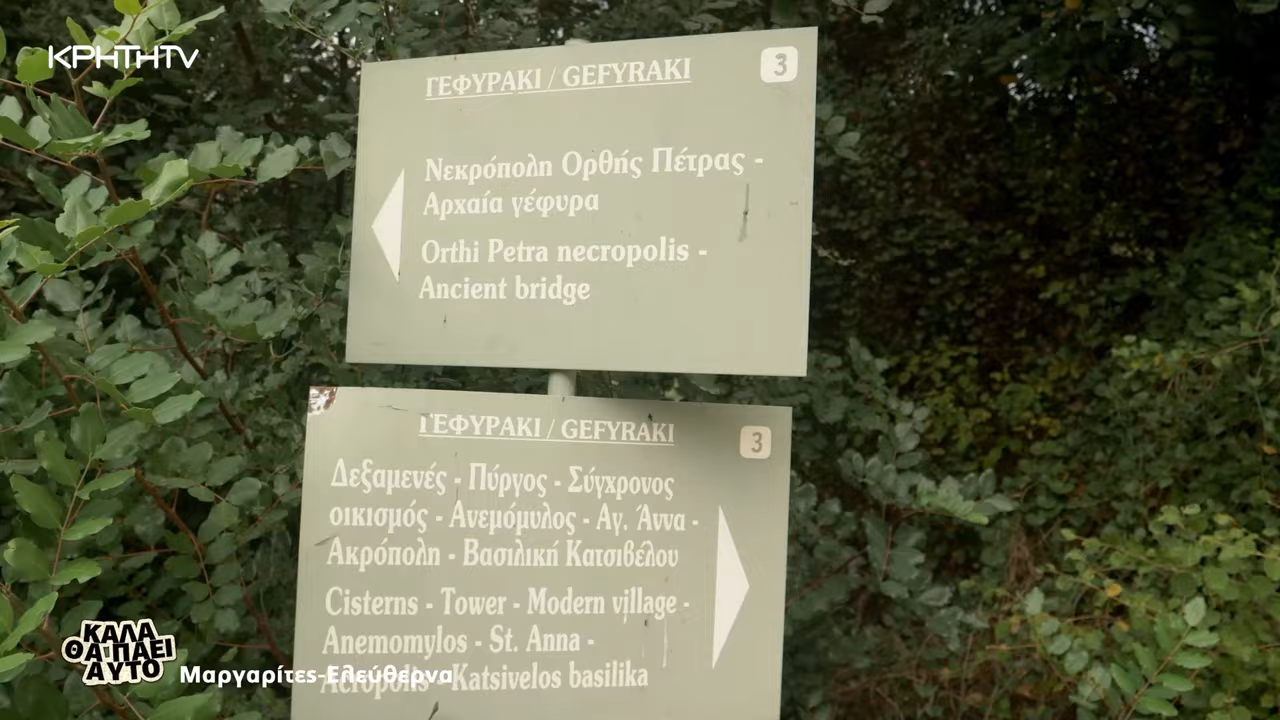 ΚΡΗΤΗTV
ΓΕΦΥΡΑΚΙ / GEFYRAKI
3
Νεκρόπολη Ορθής Πέτρας -
Αρχαία γέφυρα
Orthi Petra necropolis -
Ancient bridge
ΓΕΦΥΡΑΚΙ / GEFYRAKI
3
Δεξαμενές - Πύργος - Σύγχρονος
οικισμός - Ανεμόμυλος - Αγ. Άννα -
Ακρόπολη - Βασιλική Κατσιβέλου
Cisterns - Tower - Modern village -
Anemomylos - St. Anna -
Acropolis - Katsivelos basilika
ΚΑΛΑ
ΘΑ ΠΑΕΙ
ΑΥΤΟ
Μαργαρίτες-Ελεύθερνα